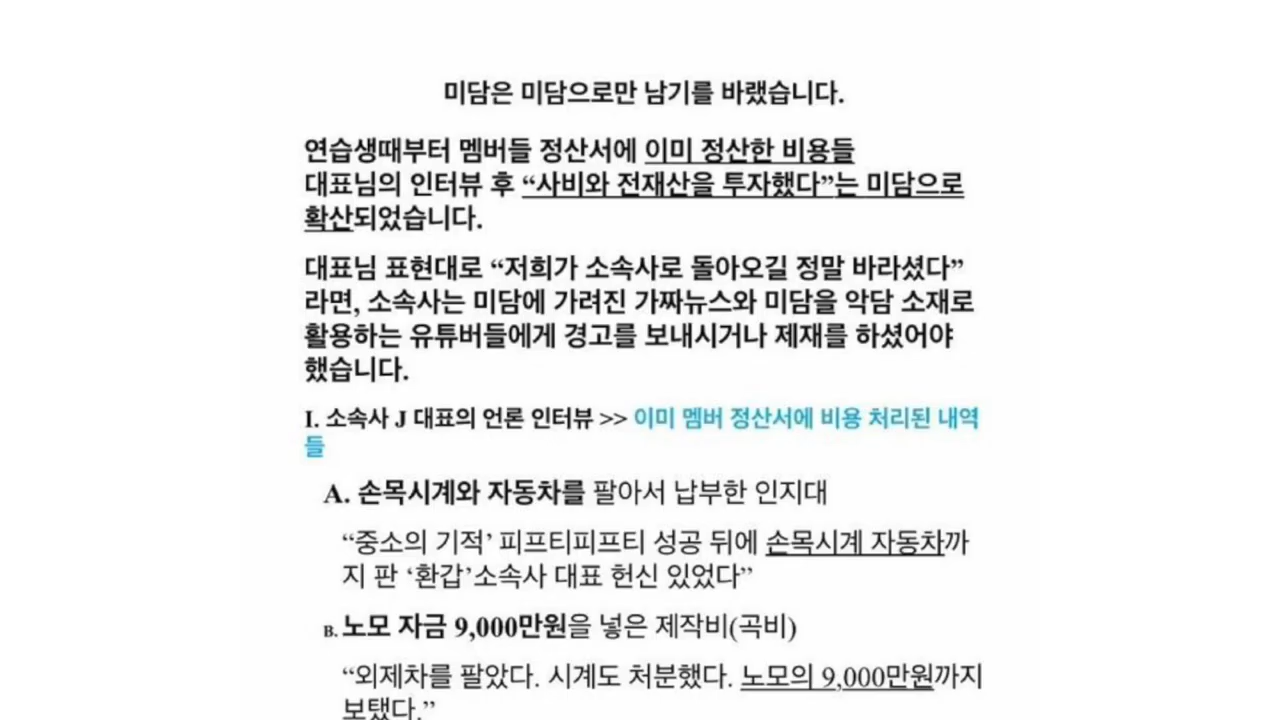 미담은 미담으로만 남기를 바랬습니다.
연습생때부터 멤버들 정산서에 이미 정산한 비용들
대표님의 인터뷰 후 “사비와 전재산을 투자했다”는 미담으로
확산되었습니다.
대표님 표현대로 “저희가 소속사로 돌아오길 정말 바라셨다”
라면, 소속사는 미담에 가려진 가짜뉴스와 미담을 악담 소재로
활용하는 유튜버들에게 경고를 보내시거나 제재를 하셨어야
했습니다.
I. 소속사 J 대표의 언론 인터뷰 >> 이미 멤버 정산서에 비용 처리된 내역
들
A. 손목시계와 자동차를 팔아서 납부한 인지대
“중소의 기적’ 피프티피프티 성공 뒤에 손목시계 자동차까
지 판 ‘환갑’소속사 대표 헌신 있었다”
B. 노모 자금 9,000만원을 넣은 제작비(곡비)
“외제차를 팔았다. 시계도 처분했다. 노모의 9,000만원까지
보탰다.”